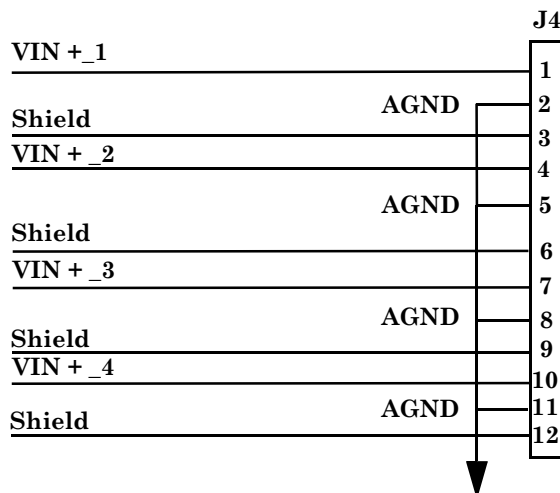 J4
VIN +_1
1
AGND
2
Shield
3
VIN + _2
4
AGND
5
Shield
6
VIN + _3
7
AGND
8
Shield
9
VIN + _4
10
AGND
11
Shield
12